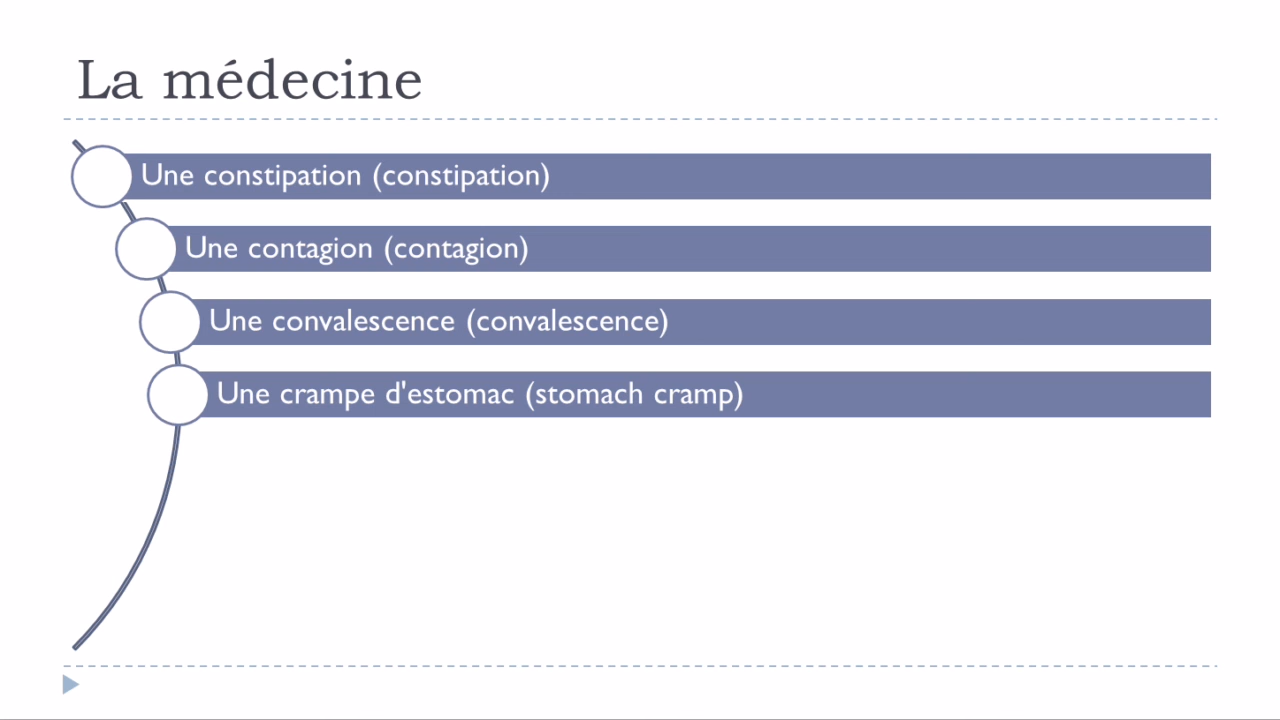 La médecine
Une constipation (constipation)
Une contagion (contagion)
Une convalescence (convalescence)
Une crampe d'estomac (stomach cramp)